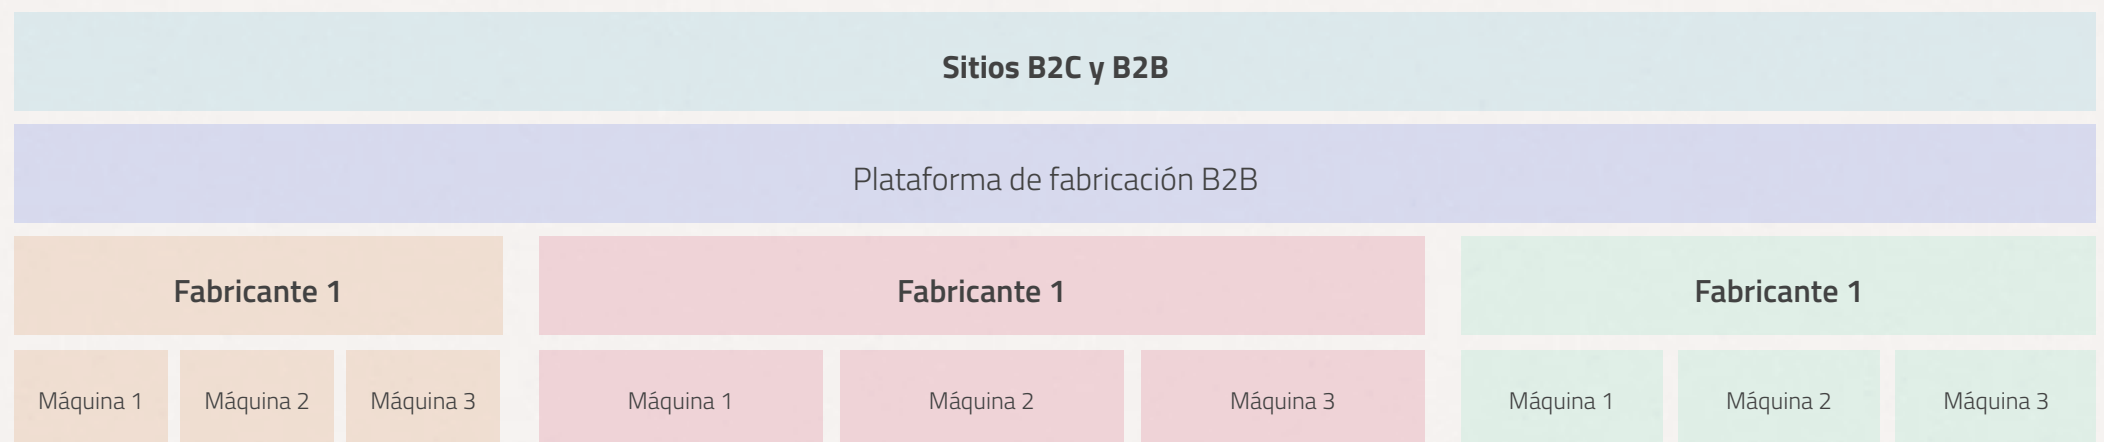 Sitios B2C y B2B
Plataforma de fabricación B2B
Fabricante 1
Fabricante 1
Fabricante 1
Máquina 1
Máquina 2
Máquina 3
Máquina 1
Máquina 2
Máquina 3
Máquina 1
Máquina 2
Máquina 3